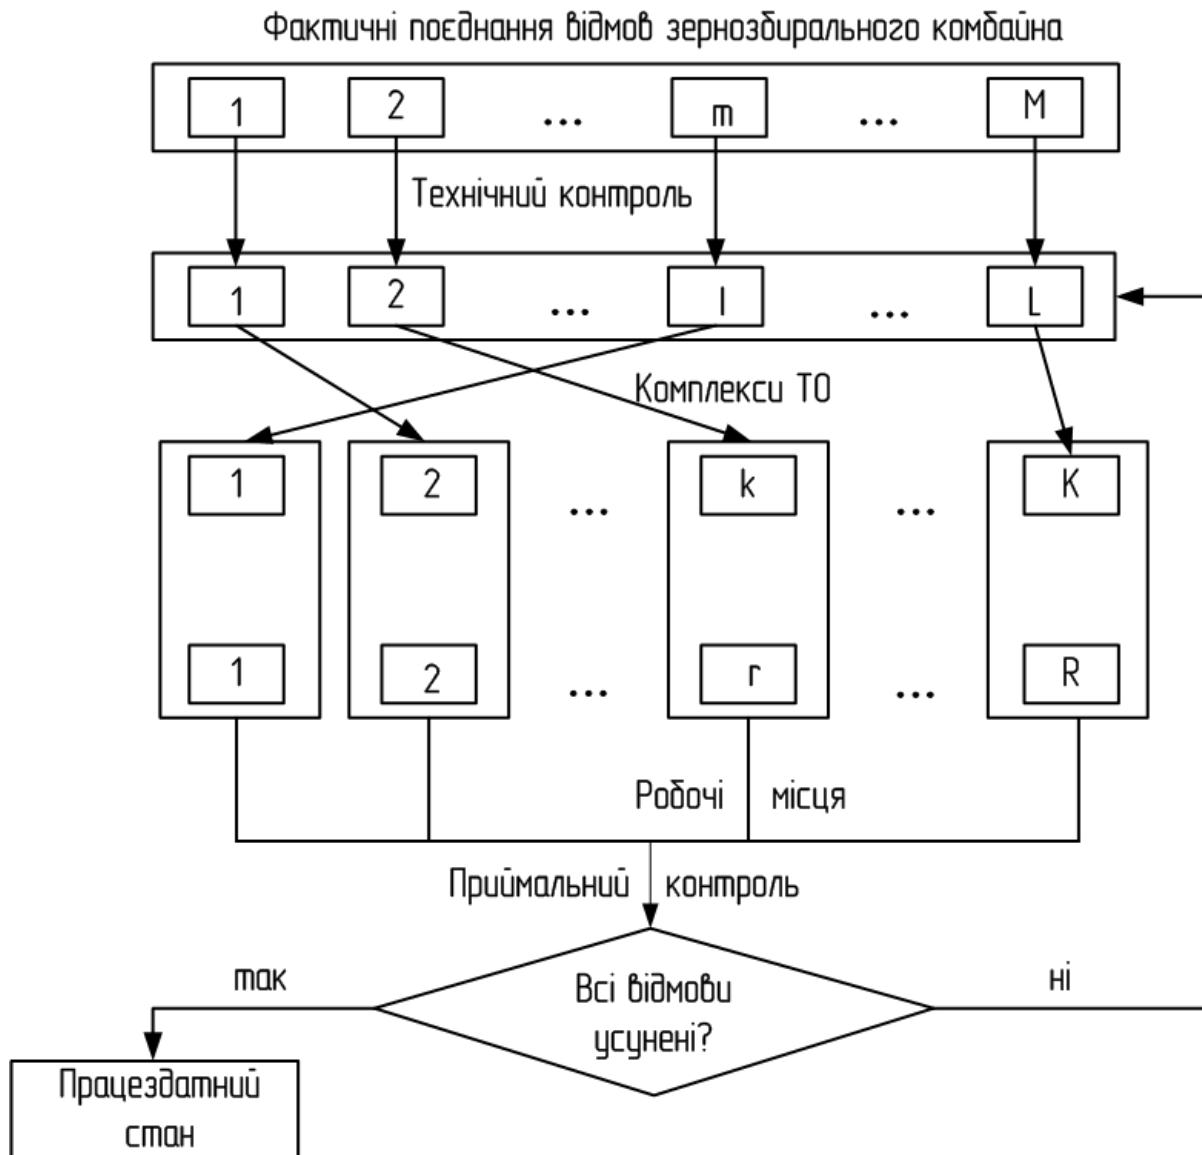 Фактичні поєднання відмов зернозбирального комбайна
1 2 ... m ... M
Технічний контроль
1 2 ... l ... L
Комплекси ТО
1 2 ... k ... K
1 2 ... r ... R
Робочі місця
Приймальний контроль
так
Всі відмови
усунені?
ні
Працездатний
стан